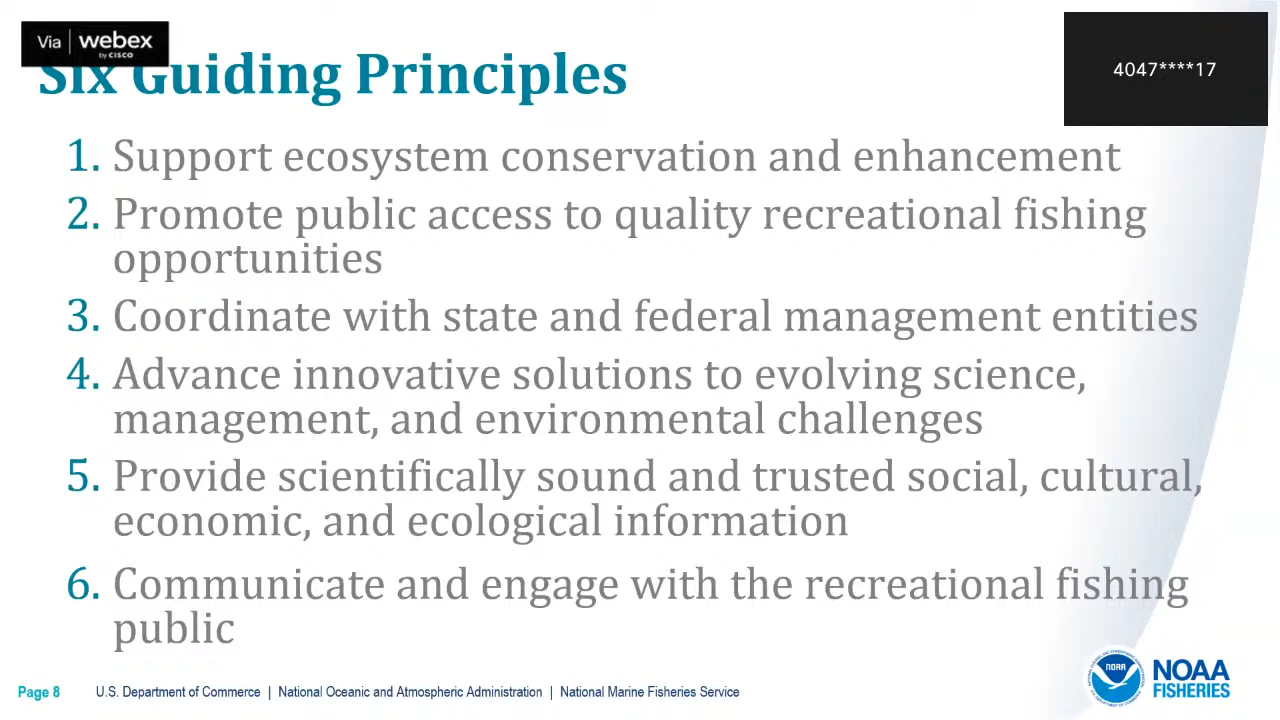 Via webex
by CISCO
4047****17
Six Guiding Principles
1. Support ecosystem conservation and enhancement
2. Promote public access to quality recreational fishing
opportunities
3. Coordinate with state and federal management entities
4. Advance innovative solutions to evolving science,
management, and environmental challenges
5. Provide scientifically sound and trusted social, cultural,
economic, and ecological information
6. Communicate and engage with the recreational fishing
public
Page 8 U.S. Department of Commerce | National Oceanic and Atmospheric Administration | National Marine Fisheries Service
NOAA
NOAA
FISHERIES